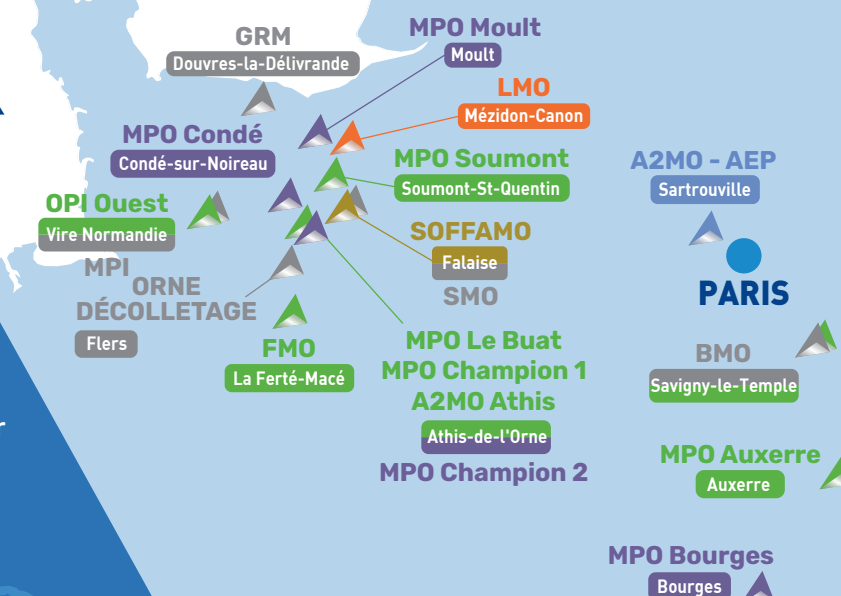 GRM
Douvres-la-Délivrande
MPO Moult
Moult
LMO
Mézidon-Canon
MPO Condé
Condé-sur-Noireau
MPO Soumont
Soumont-St-Quentin
A2MO - AEP
Sartrouville
OPI Ouest
Vire Normandie
MPI
SOFFAMO
Falaise
SMO
ORNE
DÉCOLLETAGE
Flers
PARIS
FMO
La Ferté-Macé
MPO Le Buat
MPO Champion 1
A2MO Athis
Athis-de-l'Orne
MPO Champion 2
BMO
Savigny-le-Temple
MPO Auxerre
Auxerre
MPO Bourges
Bourges